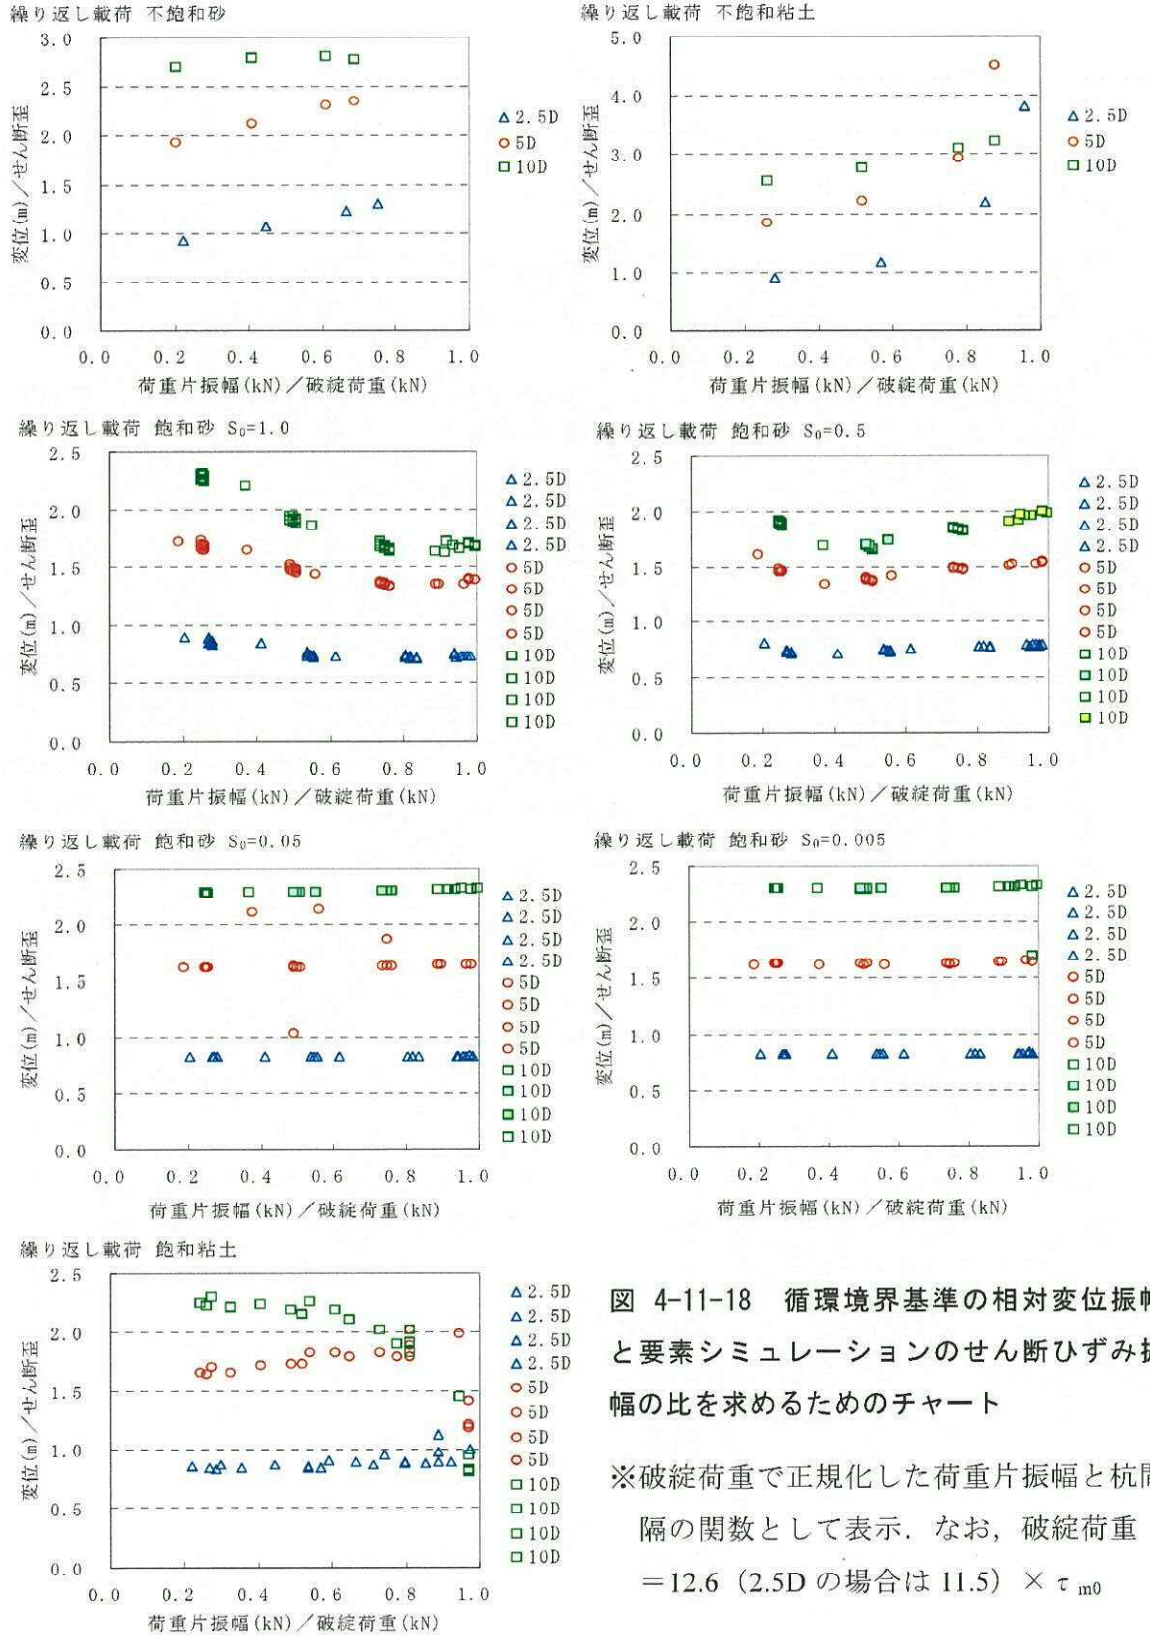 繰り返し載荷 不飽和砂
3.0
2.5
2.0
1.5
1.0
0.5
0.0
変位(m)／せん断歪
0.0 0.2 0.4 0.6 0.8 1.0
荷重片振幅(kN)／破綻荷重(kN)
2.5D
5D
10D
繰り返し載荷 不飽和粘土
5.0
4.0
3.0
2.0
1.0
0.0
変位(m)／せん断歪
0.0 0.2 0.4 0.6 0.8 1.0
荷重片振幅(kN)／破綻荷重(kN)
2.5D
5D
10D
繰り返し載荷 飽和砂 S0=1.0
2.5
2.0
1.5
1.0
0.5
0.0
変位(m)／せん断歪
0.0 0.2 0.4 0.6 0.8 1.0
荷重片振幅(kN)／破綻荷重(kN)
2.5D
2.5D
2.5D
2.5D
5D
5D
5D
5D
10D
10D
10D
10D
繰り返し載荷 飽和砂 S0=0.5
2.5
2.0
1.5
1.0
0.5
0.0
変位(m)／せん断歪
0.0 0.2 0.4 0.6 0.8 1.0
荷重片振幅(kN)／破綻荷重(kN)
2.5D
2.5D
2.5D
2.5D
5D
5D
5D
5D
10D
10D
10D
10D
繰り返し載荷 飽和砂 S0=0.05
2.5
2.0
1.5
1.0
0.5
0.0
変位(m)／せん断歪
0.0 0.2 0.4 0.6 0.8 1.0
荷重片振幅(kN)／破綻荷重(kN)
2.5D
2.5D
2.5D
2.5D
5D
5D
5D
5D
10D
10D
10D
10D
繰り返し載荷 飽和砂 S0=0.005
2.5
2.0
1.5
1.0
0.5
0.0
変位(m)／せん断歪
0.0 0.2 0.4 0.6 0.8 1.0
荷重片振幅(kN)／破綻荷重(kN)
2.5D
2.5D
2.5D
2.5D
5D
5D
5D
5D
10D
10D
10D
10D
繰り返し載荷 飽和粘土
2.5
2.0
1.5
1.0
0.5
0.0
変位(m)／せん断歪
0.0 0.2 0.4 0.6 0.8 1.0
荷重片振幅(kN)／破綻荷重(kN)
2.5D
2.5D
2.5D
2.5D
5D
5D
5D
5D
10D
10D
10D
10D
図 4-11-18 循環境界基準の相対変位振幅
と要素シミュレーションのせん断ひずみ振
幅の比を求めるためのチャート
※破綻荷重で正規化した荷重片振幅と杭間
隔の関数として表示．なお，破綻荷重
＝12.6（2.5D の場合は 11.5）× τm0